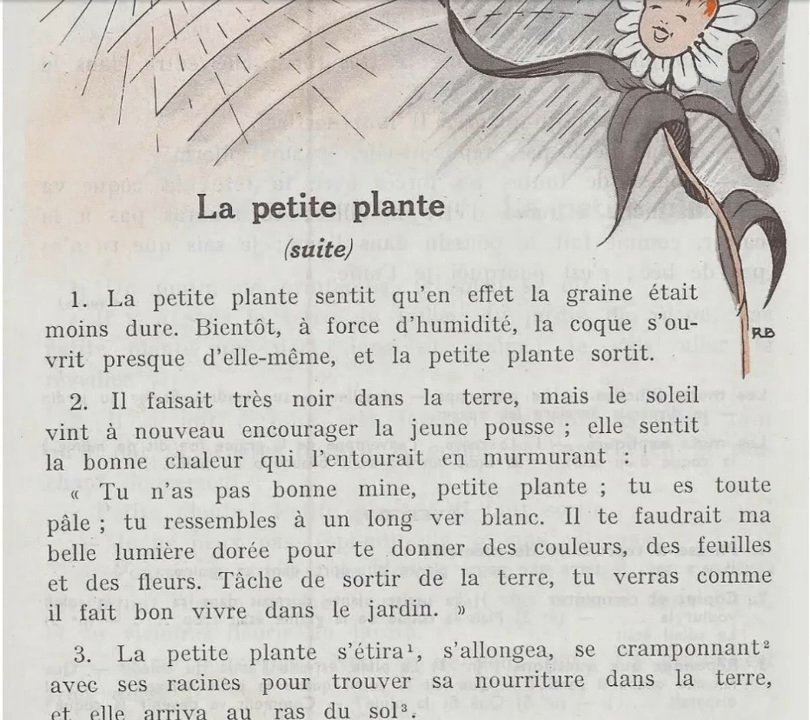 La petite plante
(suite)
1. La petite plante sentit qu'en effet la graine était
moins dure. Bientôt, à force d'humidité, la coque s'ou-
vrit presque d'elle-même, et la petite plante sortit.
RB
2. Il faisait très noir dans la terre, mais le soleil
vint à nouveau encourager la jeune pousse ; elle sentit
la bonne chaleur qui l'entourait en murmurant :
« Tu n'as pas bonne mine, petite plante ; tu es toute
pâle ; tu ressembles à un long ver blanc. Il te faudrait ma
belle lumière dorée pour te donner des couleurs, des feuilles
et des fleurs. Tâche de sortir de la terre, tu verras comme
il fait bon vivre dans le jardin. »
3. La petite plante s'étira¹, s'allongea, se cramponnant²
avec ses racines pour trouver sa nourriture dans la terre,
et elle arriva au ras du sol³.